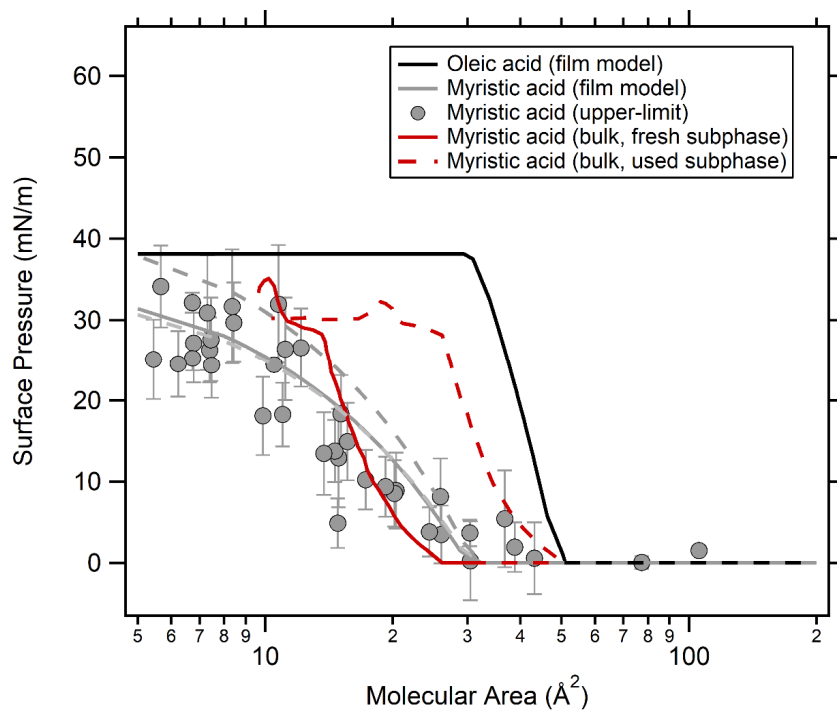 60
50
40
30
20
10
0
Surface Pressure (mN/m)
Oleic acid (film model)
Myristic acid (film model)
Myristic acid (upper-limit)
Myristic acid (bulk, fresh subphase)
Myristic acid (bulk, used subphase)
5 6 7 8 9 10 2 3 4 5 6 7 8 9 100 2
Molecular Area (Å²)